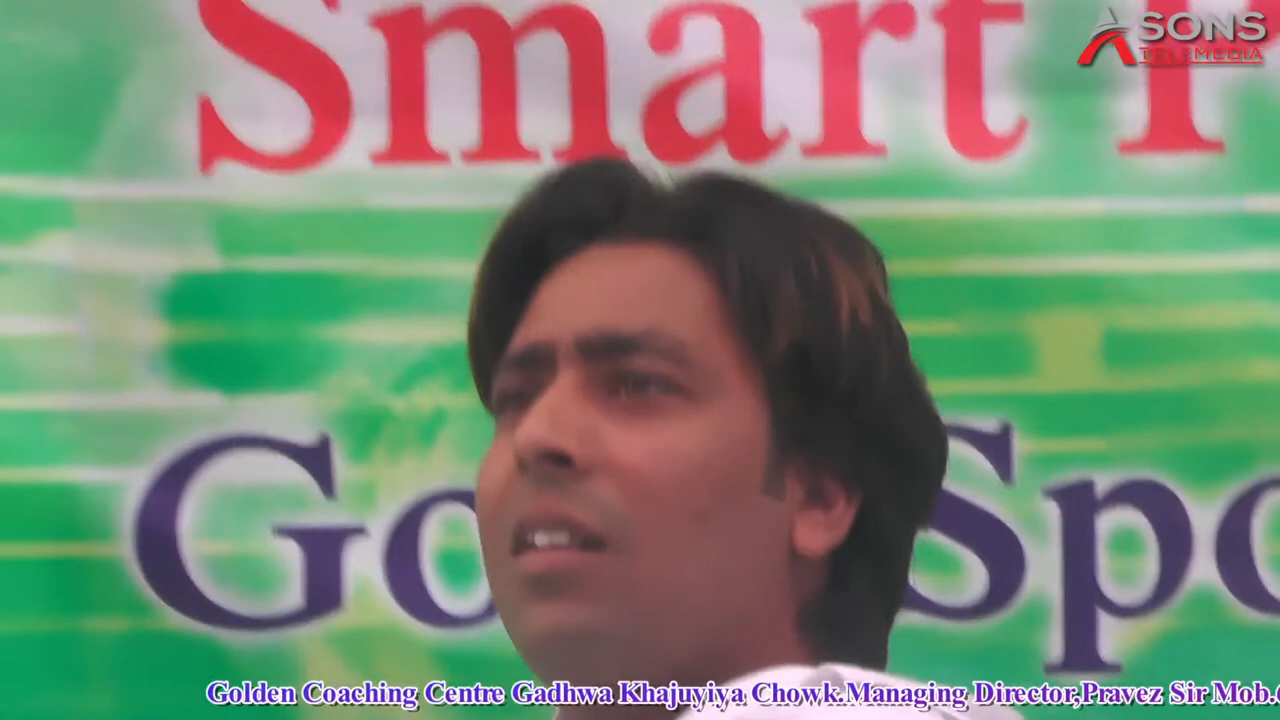 SONS
TELEMEDIA
Smart
Go Spo
Golden Coaching Centre Gadhwa Khajuyiya Chowk.Managing Director,Pravez Sir Mob.